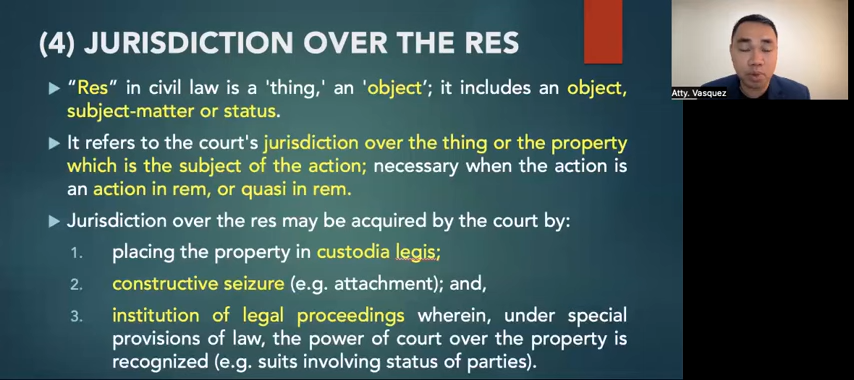 (4) JURISDICTION OVER THE RES
Atty. Vasquez
"Res" in civil law is a 'thing,' an 'object'; it includes an object,
subject-matter or status.
It refers to the court's jurisdiction over the thing or the property
which is the subject of the action; necessary when the action is
an action in rem, or quasi in rem.
Jurisdiction over the res may be acquired by the court by:
1. placing the property in custodia legis;
2. constructive seizure (e.g. attachment); and,
3. institution of legal proceedings wherein, under special
provisions of law, the power of court over the property is
recognized (e.g. suits involving status of parties).